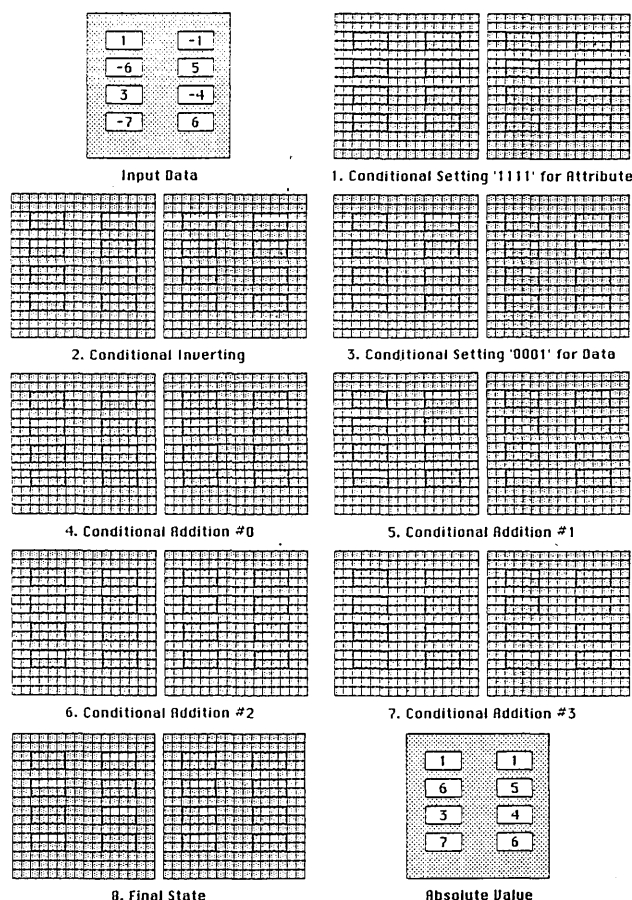 1 -1
-6 5
3 -4
-7 6
Input Data
1. Conditional Setting '1111' for Attribute
2. Conditional Inverting
3. Conditional Setting '0001' for Data
4. Conditional Addition #0
5. Conditional Addition #1
6. Conditional Addition #2
7. Conditional Addition #3
1 1
6 5
3 4
7 6
8. Final State
Absolute Value